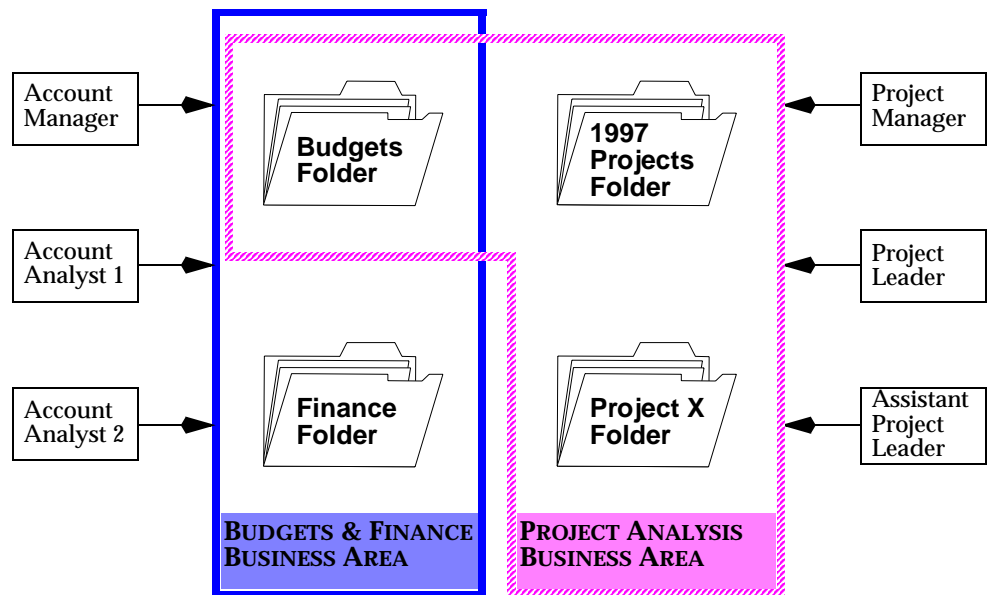 Account
Manager
Budgets
Folder
1997
Projects
Folder
Project
Manager
Account
Analyst 1
Project
Leader
Account
Analyst 2
Finance
Folder
Project X
Folder
Assistant
Project
Leader
BUDGETS & FINANCE
BUSINESS AREA
PROJECT ANALYSIS
BUSINESS AREA